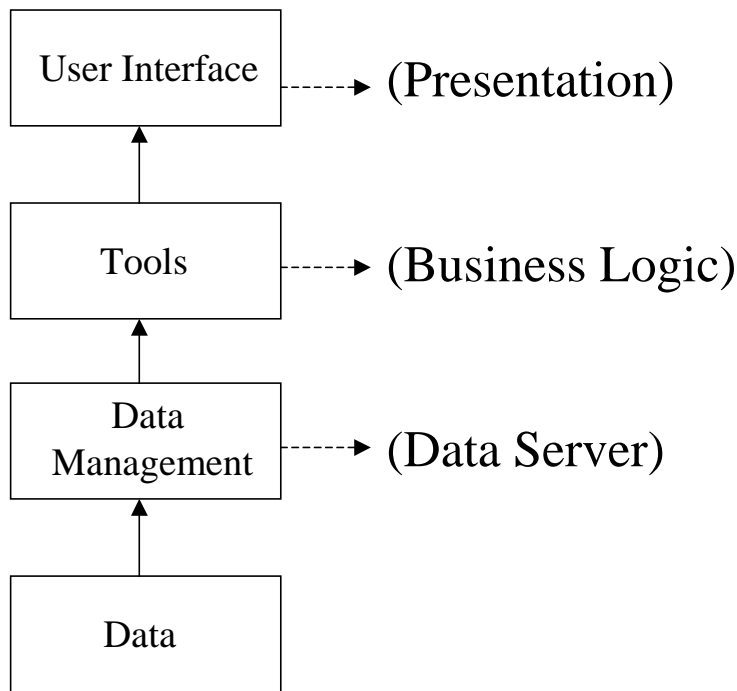 User Interface
(Presentation)
Tools
(Business Logic)
Data
Management
(Data Server)
Data